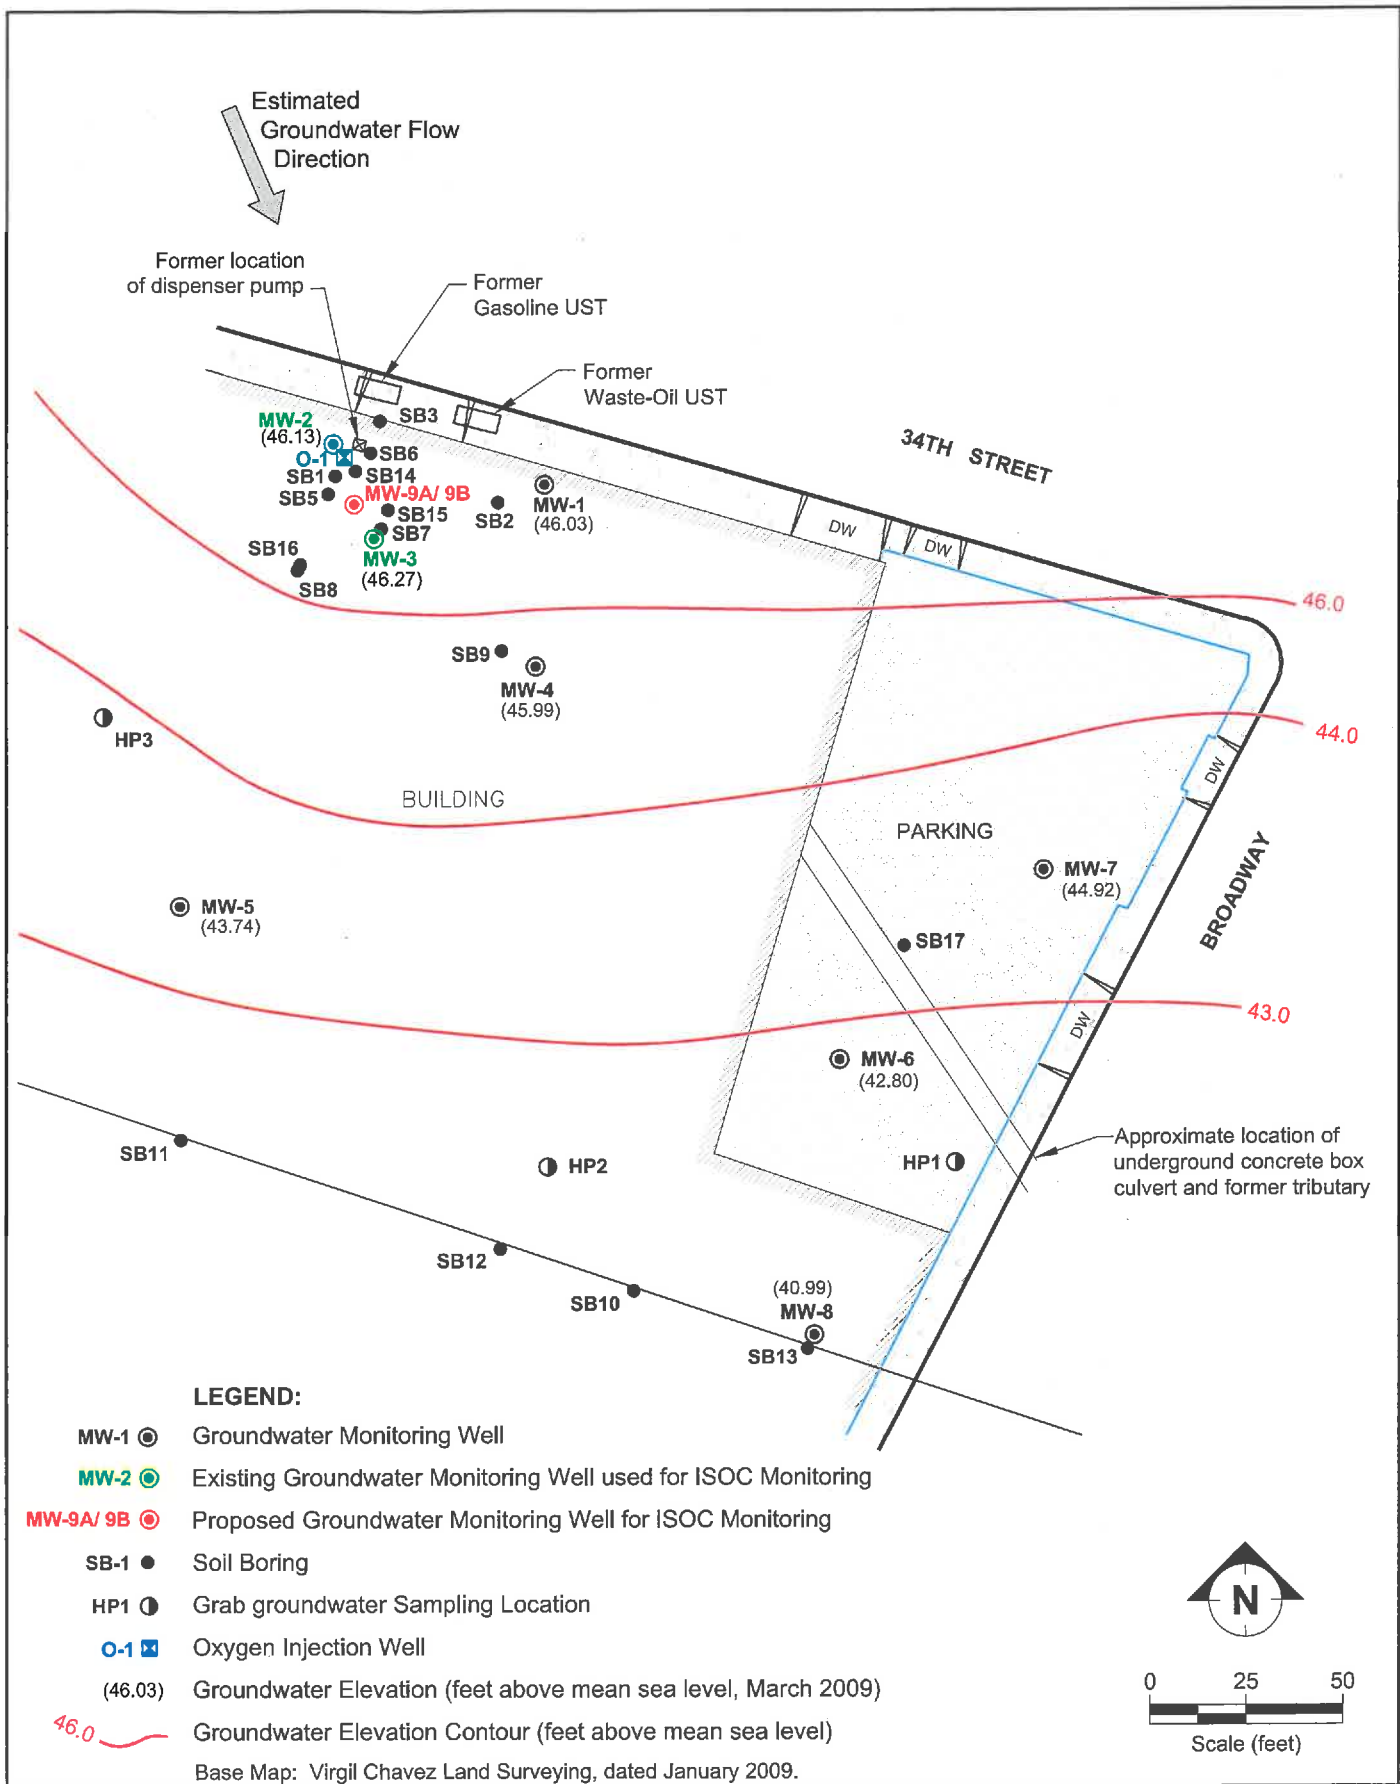 Estimated
Groundwater Flow
Direction
Former location
of dispenser pump
Former
Gasoline UST
Former
Waste-Oil UST
34TH STREET
MW-2
(46.13)
O-1
SB3
SB6
SB1
SB14
SB5
MW-9A/ 9B
SB15
SB2
MW-1
(46.03)
SB7
MW-3
(46.27)
SB16
SB8
DW
DW
46.0
SB9
MW-4
(45.99)
HP3
44.0
DW
BUILDING
PARKING
MW-7
(44.92)
BROADWAY
MW-5
(43.74)
SB17
43.0
DW
MW-6
(42.80)
SB11
HP2
HP1
Approximate location of
underground concrete box
culvert and former tributary
SB12
SB10
(40.99)
MW-8
SB13
LEGEND:
MW-1 Groundwater Monitoring Well
MW-2 Existing Groundwater Monitoring Well used for ISOC Monitoring
MW-9A/ 9B Proposed Groundwater Monitoring Well for ISOC Monitoring
SB-1 Soil Boring
HP1 Grab groundwater Sampling Location
O-1 Oxygen Injection Well
(46.03) Groundwater Elevation (feet above mean sea level, March 2009)
46.0 Groundwater Elevation Contour (feet above mean sea level)
Base Map: Virgil Chavez Land Surveying, dated January 2009.
N
0 25 50
Scale (feet)